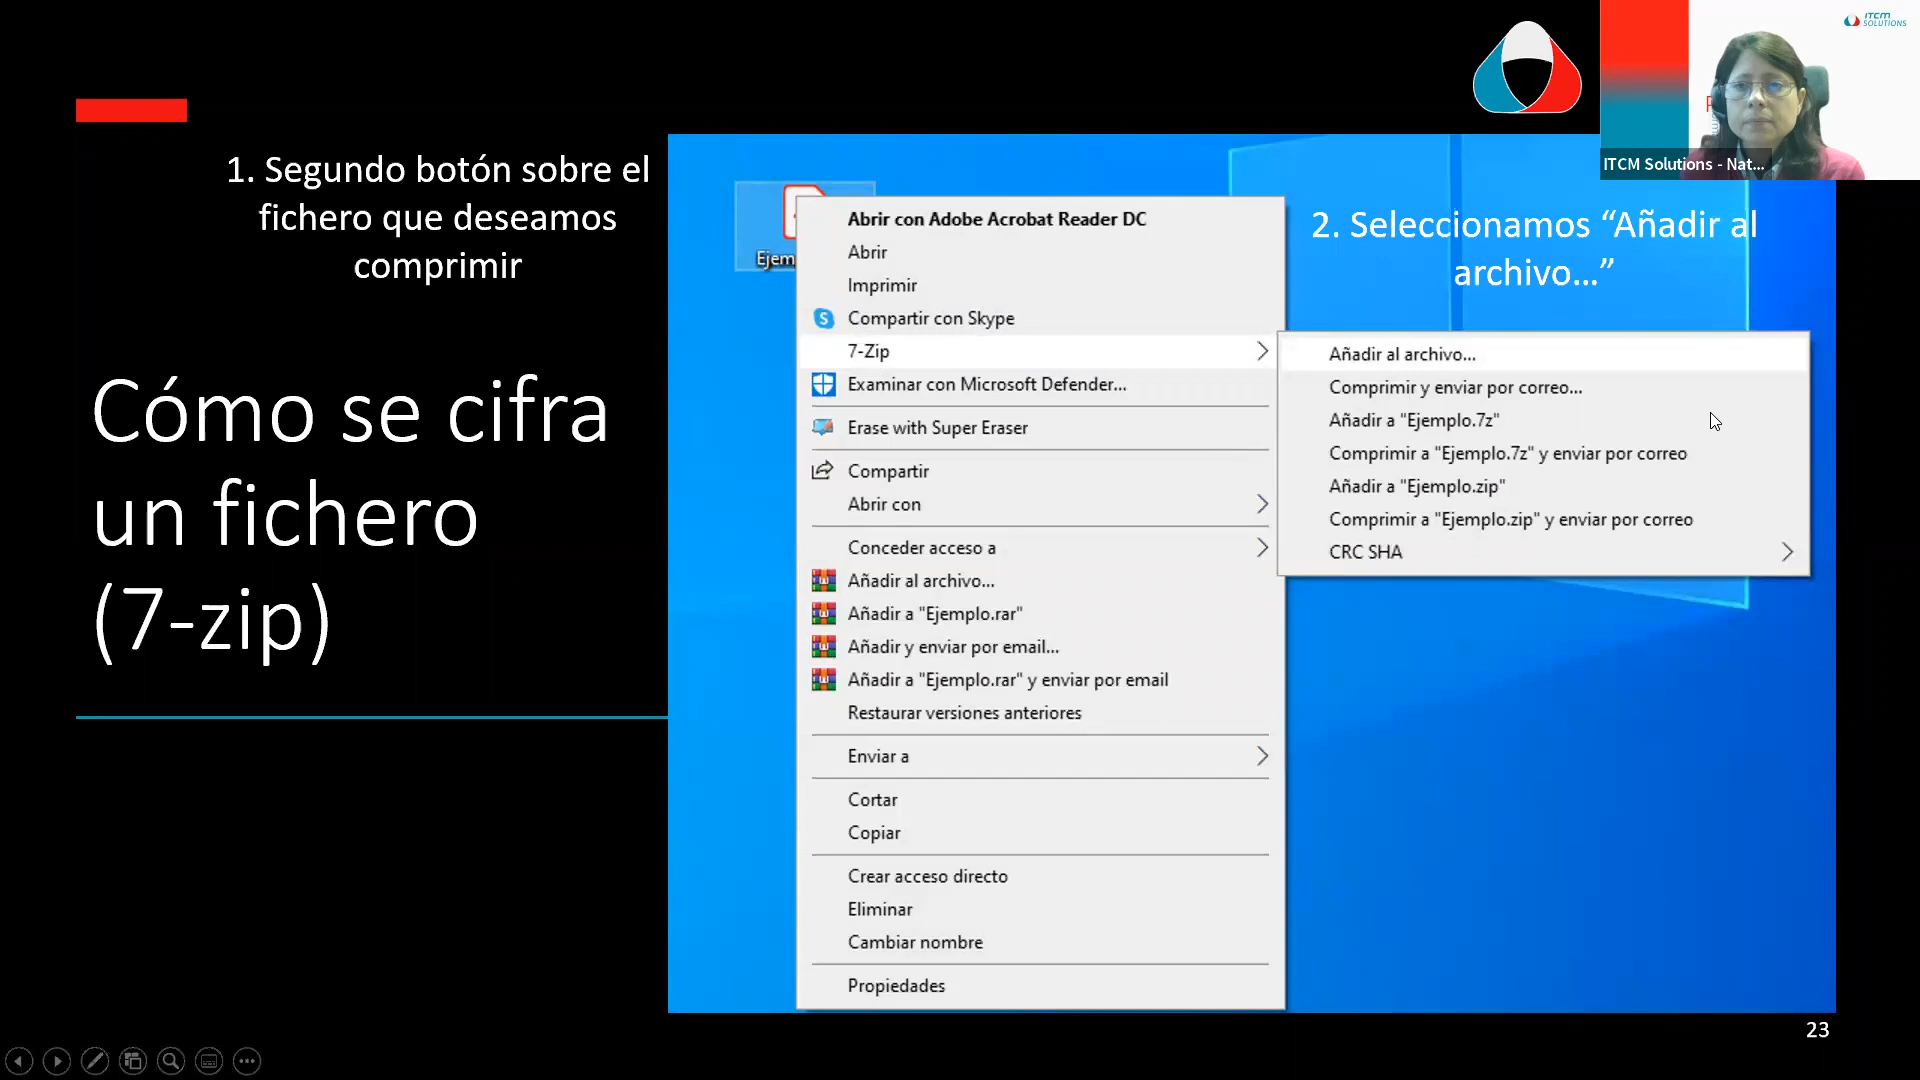 ITCM
SOLUTIONS
ITCM Solutions - Nat...
1. Segundo botón sobre el
fichero que deseamos
comprimir
Cómo se cifra
un fichero
(7-zip)
2. Seleccionamos “Añadir al
archivo…”
Abrir con Adobe Acrobat Reader DC
Abrir
Imprimir
Compartir con Skype
7-Zip
Examinar con Microsoft Defender...
Erase with Super Eraser
Compartir
Abrir con
Conceder acceso a
Añadir al archivo...
Añadir a "Ejemplo.rar"
Añadir y enviar por email...
Añadir a "Ejemplo.rar" y enviar por email
Restaurar versiones anteriores
Enviar a
Cortar
Copiar
Crear acceso directo
Eliminar
Cambiar nombre
Propiedades
Añadir al archivo...
Comprimir y enviar por correo...
Añadir a "Ejemplo.7z"
Comprimir a "Ejemplo.7z" y enviar por correo
Añadir a "Ejemplo.zip"
Comprimir a "Ejemplo.zip" y enviar por correo
CRC SHA
23